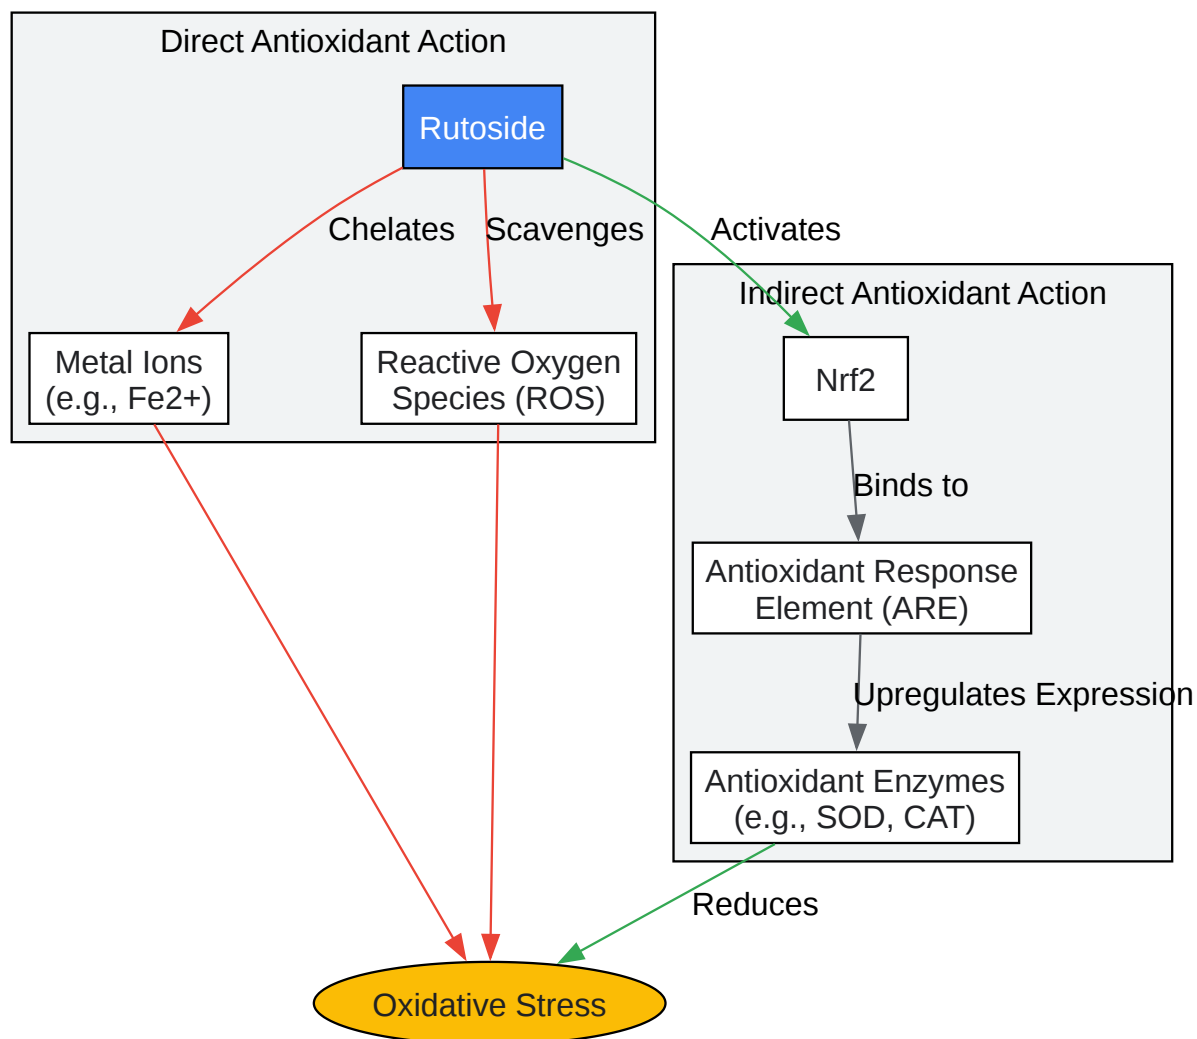 Direct Antioxidant Action
Rutoside
Chelates
Scavenges
Activates
Indirect Antioxidant Action
Metal Ions
(e.g., Fe2+)
Reactive Oxygen
Species (ROS)
Nrf2
Binds to
Antioxidant Response
Element (ARE)
Upregulates Expression
Antioxidant Enzymes
(e.g., SOD, CAT)
Reduces
Oxidative Stress